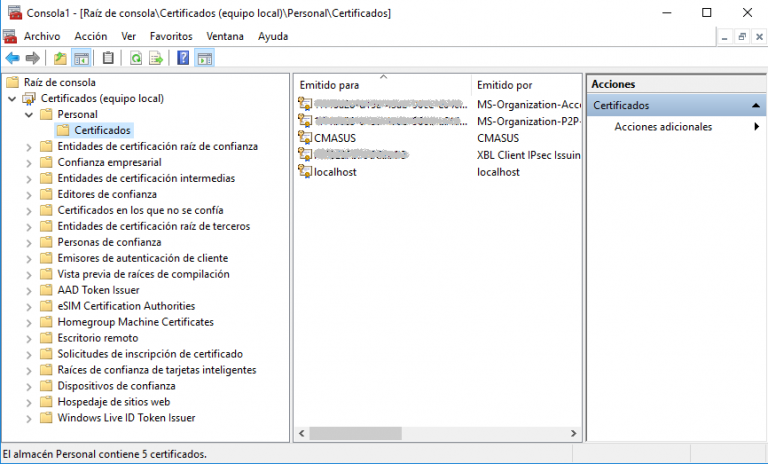 Consola1 - [Raíz de consola\Certificados (equipo local)\Personal\Certificados]
Archivo Acción Ver Favoritos Ventana Ayuda
Raíz de consola
Certificados (equipo local)
Personal
Certificados
Entidades de certificación raíz de confianza
Confianza empresarial
Entidades de certificación intermedias
Editores de confianza
Certificados en los que no se confía
Entidades de certificación raíz de terceros
Personas de confianza
Emisores de autenticación de cliente
Vista previa de raíces de compilación
AAD Token Issuer
eSIM Certification Authorities
Homegroup Machine Certificates
Escritorio remoto
Solicitudes de inscripción de certificado
Raíces de confianza de tarjetas inteligentes
Dispositivos de confianza
Hospedaje de sitios web
Windows Live ID Token Issuer
Emitido para Emitido por
MS-Organization-Acc
MS-Organization-P2P-
CMASUS CMASUS
XBL Client IPsec Issuin
localhost localhost
Acciones
Certificados
Acciones adicionales
El almacén Personal contiene 5 certificados.